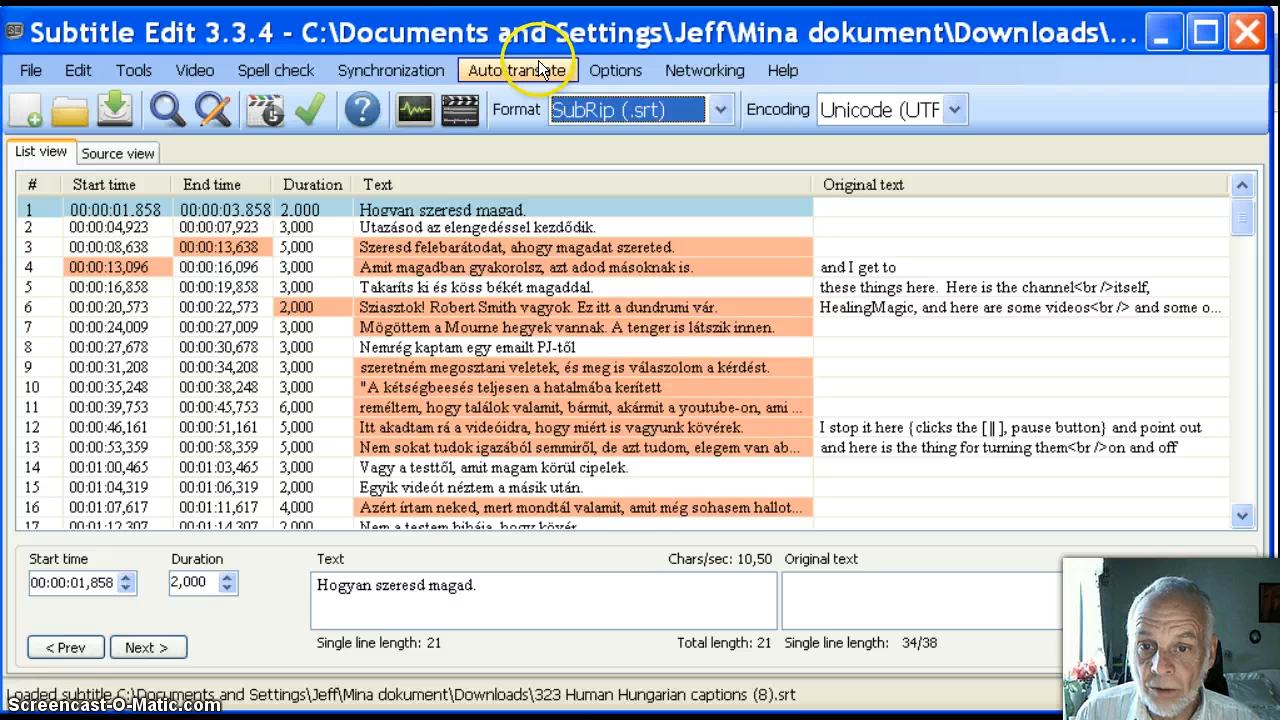 Subtitle Edit 3.3.4 - C:\Documents and Settings\Jeff\Mina dokument\Downloads\...
File Edit Tools Video Spell check Synchronization Auto translate Options Networking Help
Format SubRip (.srt) Encoding Unicode (UTF
List view Source view
# Start time End time Duration Text Original text
1 00:00:01,858 00:00:03,858 2,000 Hogyan szeresd magad.
2 00:00:04,923 00:00:07,923 3,000 Utazásod az elengedéssel kezdődik.
3 00:00:08,638 00:00:13,638 5,000 Szeresd felebarátodat, ahogy magadat szereted.
4 00:00:13,096 00:00:16,096 3,000 Amit magadban gyakorolsz, azt adod másoknak is. and I get to
5 00:00:16,858 00:00:19,858 3,000 Takaríts ki és köss békét magaddal. these things here. Here is the channel<br />itself,
6 00:00:20,573 00:00:22,573 2,000 Sziasztok! Robert Smith vagyok. Ez itt a dundrumi vár. HealingMagic, and here are some videos<br /> and some o...
7 00:00:24,009 00:00:27,009 3,000 Mögöttem a Mourne hegyek vannak. A tenger is látszik innen.
8 00:00:27,678 00:00:30,678 3,000 Nemrég kaptam egy emailt PJ-től
9 00:00:31,208 00:00:34,208 3,000 szeretném megosztani veletek, és meg is válaszolom a kérdést.
10 00:00:35,248 00:00:38,248 3,000 "A kétségbeesés teljesen a hatalmába kerített
11 00:00:39,753 00:00:45,753 6,000 reméltem, hogy találok valamit, bármit, akármit a youtube-on, ami ...
12 00:00:46,161 00:00:51,161 5,000 Itt akadtam rá a videóidra, hogy miért is vagyunk kövérek. I stop it here {clicks the [‖], pause button} and point out
13 00:00:53,359 00:00:58,359 5,000 Nem sokat tudok igazából semmiről, de azt tudom, elegem van ab... and here is the thing for turning them<br />on and off
14 00:01:00,465 00:01:03,465 3,000 Vagy a testtől, amit magam körül cipelek.
15 00:01:04,319 00:01:06,319 2,000 Egyik videót néztem a másik után.
16 00:01:07,617 00:01:11,617 4,000 Azért írtam neked, mert mondtál valamit, amit még sohasem hallot...
17 00:01:12,307 00:01:14,307 2,000 Nem a testem hibája, hogy kövér
Start time Duration Text Chars/sec: 10,50 Original text
00:00:01,858 2,000 Hogyan szeresd magad.
< Prev Next > Single line length: 21 Total length: 21 Single line length: 34/38
Loaded subtitle C:\Documents and Settings\Jeff\Mina dokument\Downloads\323 Human Hungarian captions (8).srt
Screencast-O-Matic.com